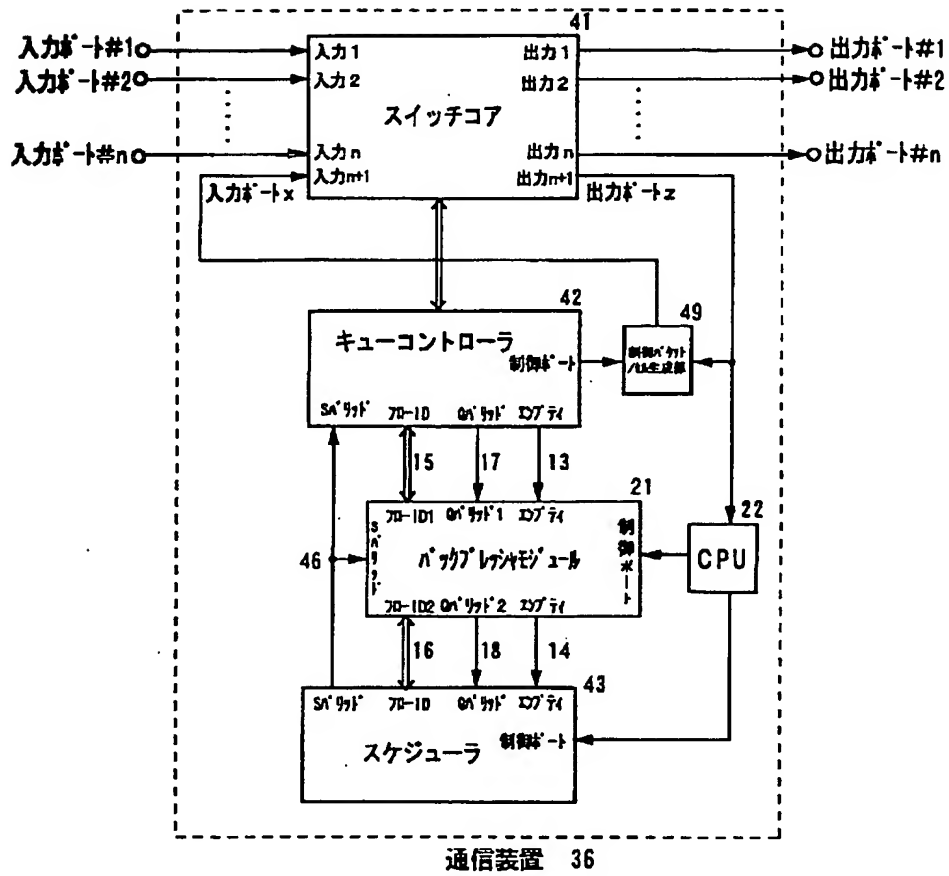 41
入力ポート#1
入力1
出力1
出力ポート#1
入力ポート#2
入力2
出力2
出力ポート#2
スイッチコア
入力ポート#n
入力n
出力n
出力ポート#n
入力n+1
出力n+1
入力ポートx
出力ポートz
42
49
キューコントローラ
制御ポート
制御パケット
/セル生成部
Sバリッド
フローID
Qバリッド
エンプティ
15
17
13
21
22
フローID1
Qバリッド1
エンプティ
Sバリッド
制御ポート
CPU
46
バックプレッシャモジュール
フローID2
Qバリッド2
エンプティ
16
18
14
43
Sバリッド
フローID
Qバリッド
エンプティ
制御ポート
スケジューラ
通信装置 36